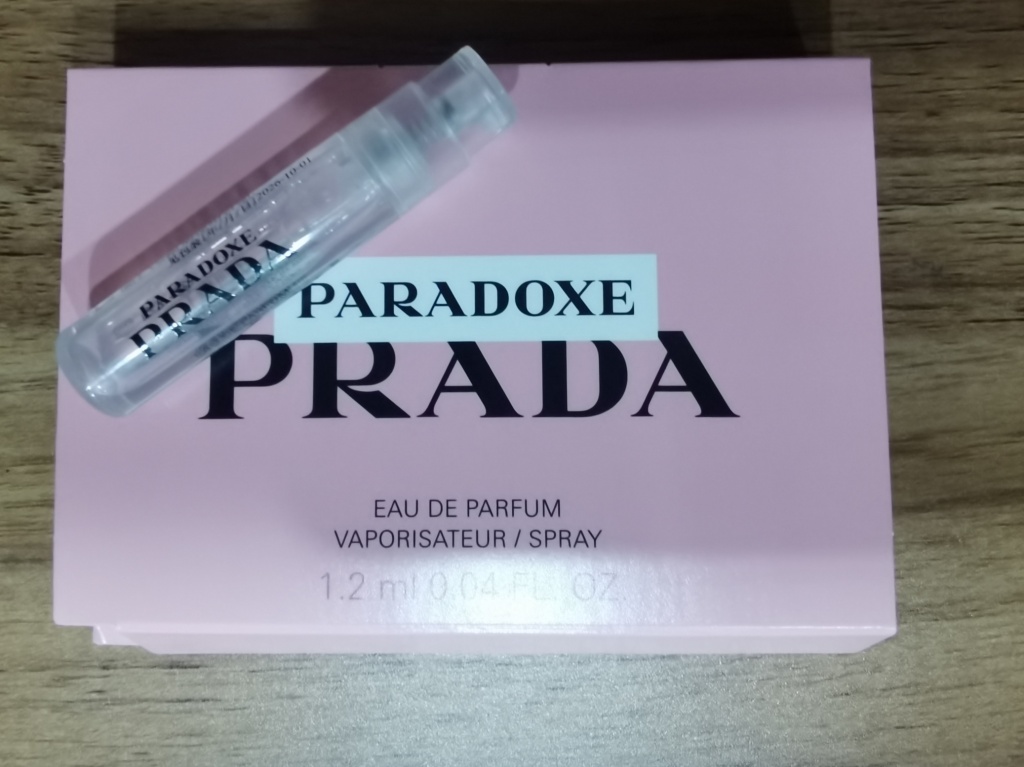 PARADOXE
PRADA
PARADOXE
PRADA
EAU DE PARFUM
VAPORISATEUR / SPRAY
1.2 ml 0.04 FL. OZ.